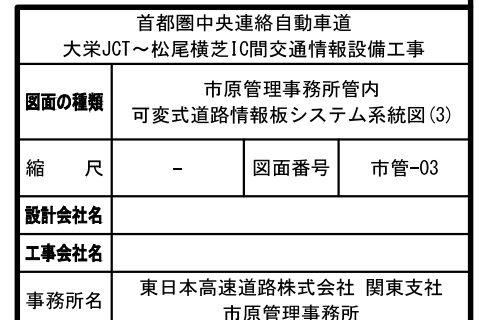 首都圏中央連絡自動車道
大栄JCT～松尾横芝IC間交通情報設備工事
図面の種類
市原管理事務所管内
可変式道路情報板システム系統図(3)
縮　　尺 － 図面番号 市管-03
設計会社名
工事会社名
事務所名
東日本高速道路株式会社 関東支社
市原管理事務所